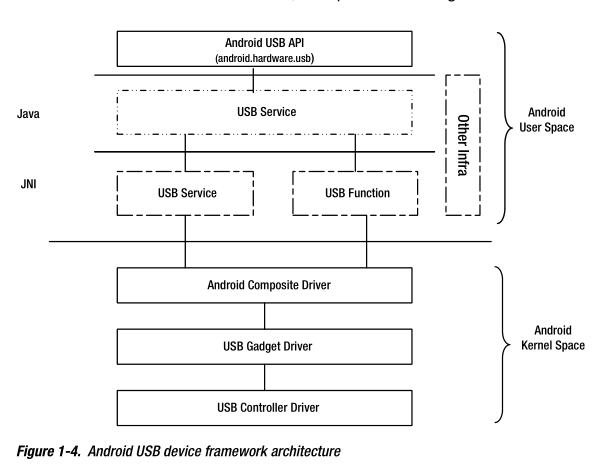 Android USB API
(android.hardware.usb)
Java
USB Service
Other Infra
Android
User Space
JNI
USB Service
USB Function
Android Composite Driver
USB Gadget Driver
Android
Kernel Space
USB Controller Driver
Figure 1-4. Android USB device framework architecture